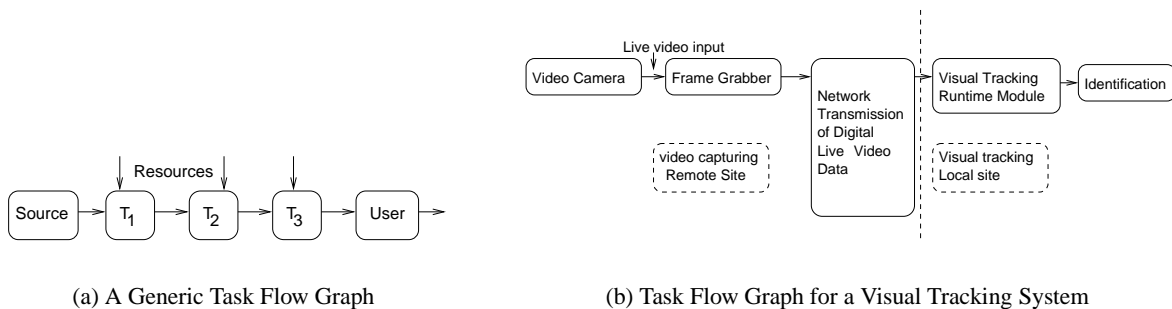 Resources
Source
T1
T2
T3
User
(a) A Generic Task Flow Graph
Live video input
Video Camera
Frame Grabber
Network
Transmission
of Digital
Live Video
Data
Visual Tracking
Runtime Module
Identification
video capturing
Remote Site
Visual tracking
Local site
(b) Task Flow Graph for a Visual Tracking System